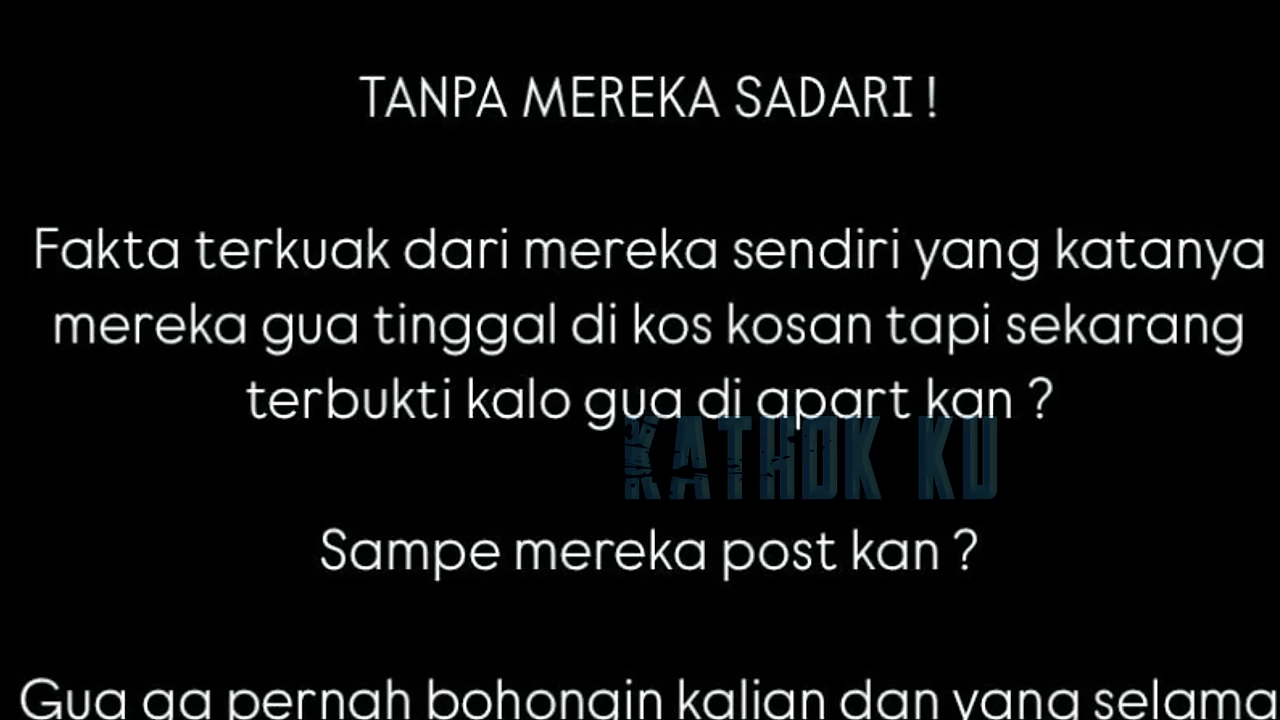 TANPA MEREKA SADARI !
Fakta terkuak dari mereka sendiri yang katanya
mereka gua tinggal di kos kosan tapi sekarang
terbukti kalo gua di apart kan ?
KATHOK KU
Sampe mereka post kan ?
Gua ga pernah bohongin kalian dan yang selama